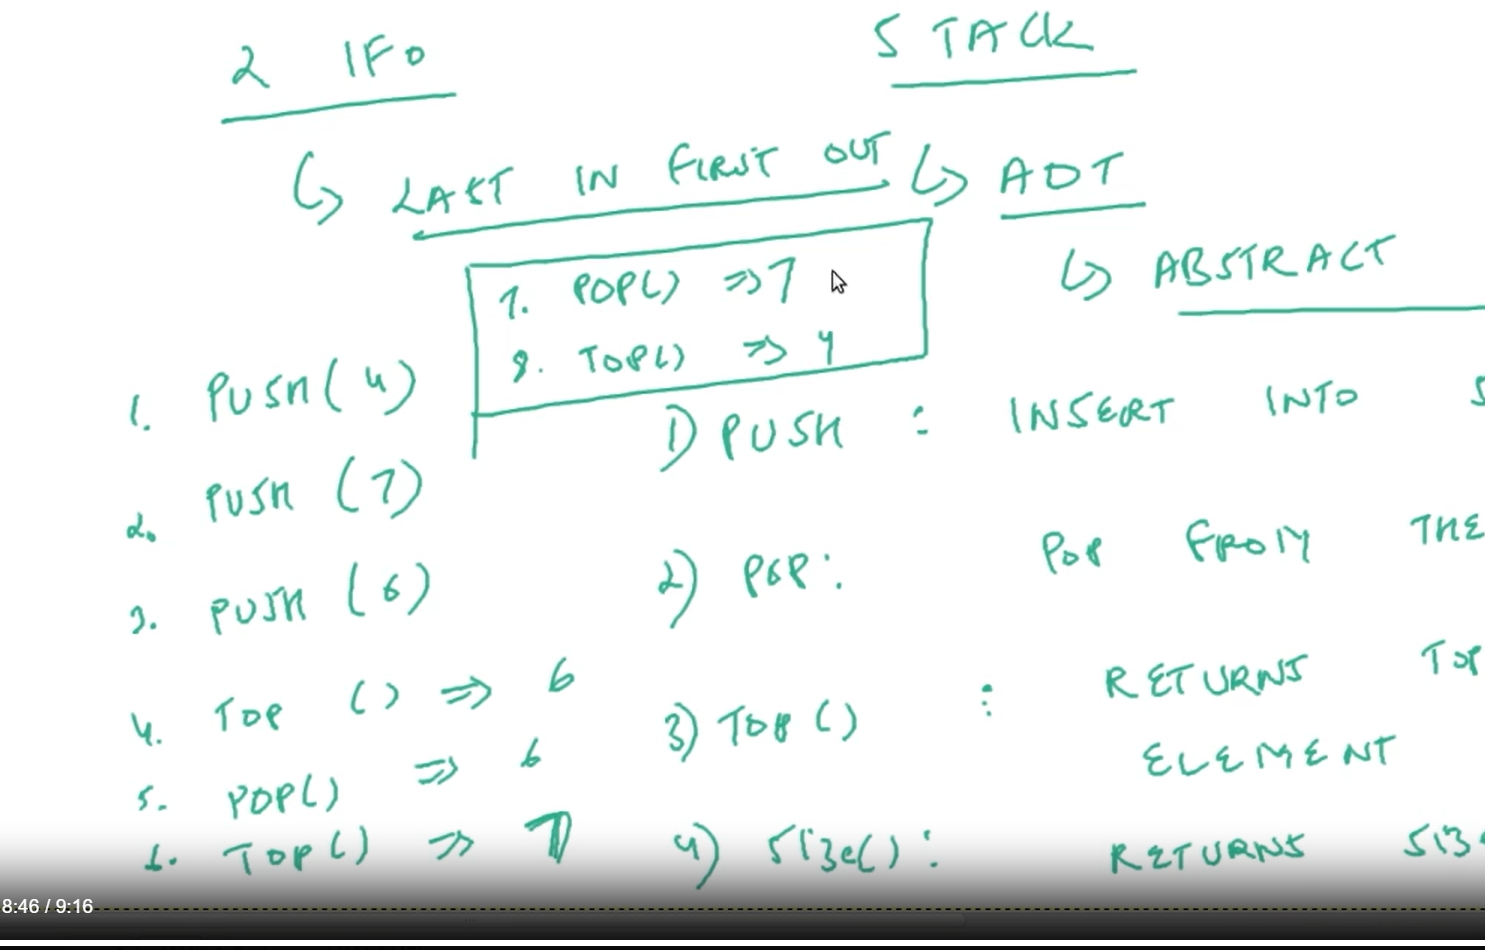 LIFO
STACK
↳ LAST IN FIRST OUT
↳ ADT
↳ ABSTRACT
7. POP() => 7
8. TOP() => 4
1. PUSH(4)
2. PUSH (7)
3. PUSH (6)
4. TOP () => 6
5. POP() => 6
6. TOP() => 7
1) PUSH : INSERT INTO S
2) POP: POP FROM THE
3) TOP () : RETURNS TOP
ELEMENT
4) Size() : RETURNS SIZ
8:46 / 9:16